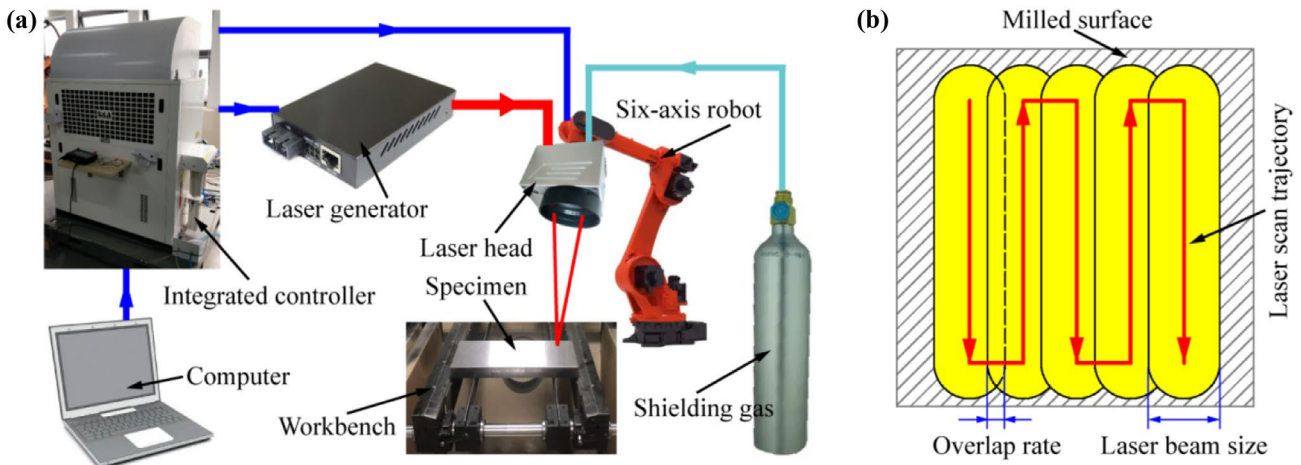 (a)
Laser generator
Integrated controller
Computer
Laser head
Specimen
Workbench
Six-axis robot
Shielding gas
(b)
Milled surface
Laser scan trajectory
Overlap rate
Laser beam size